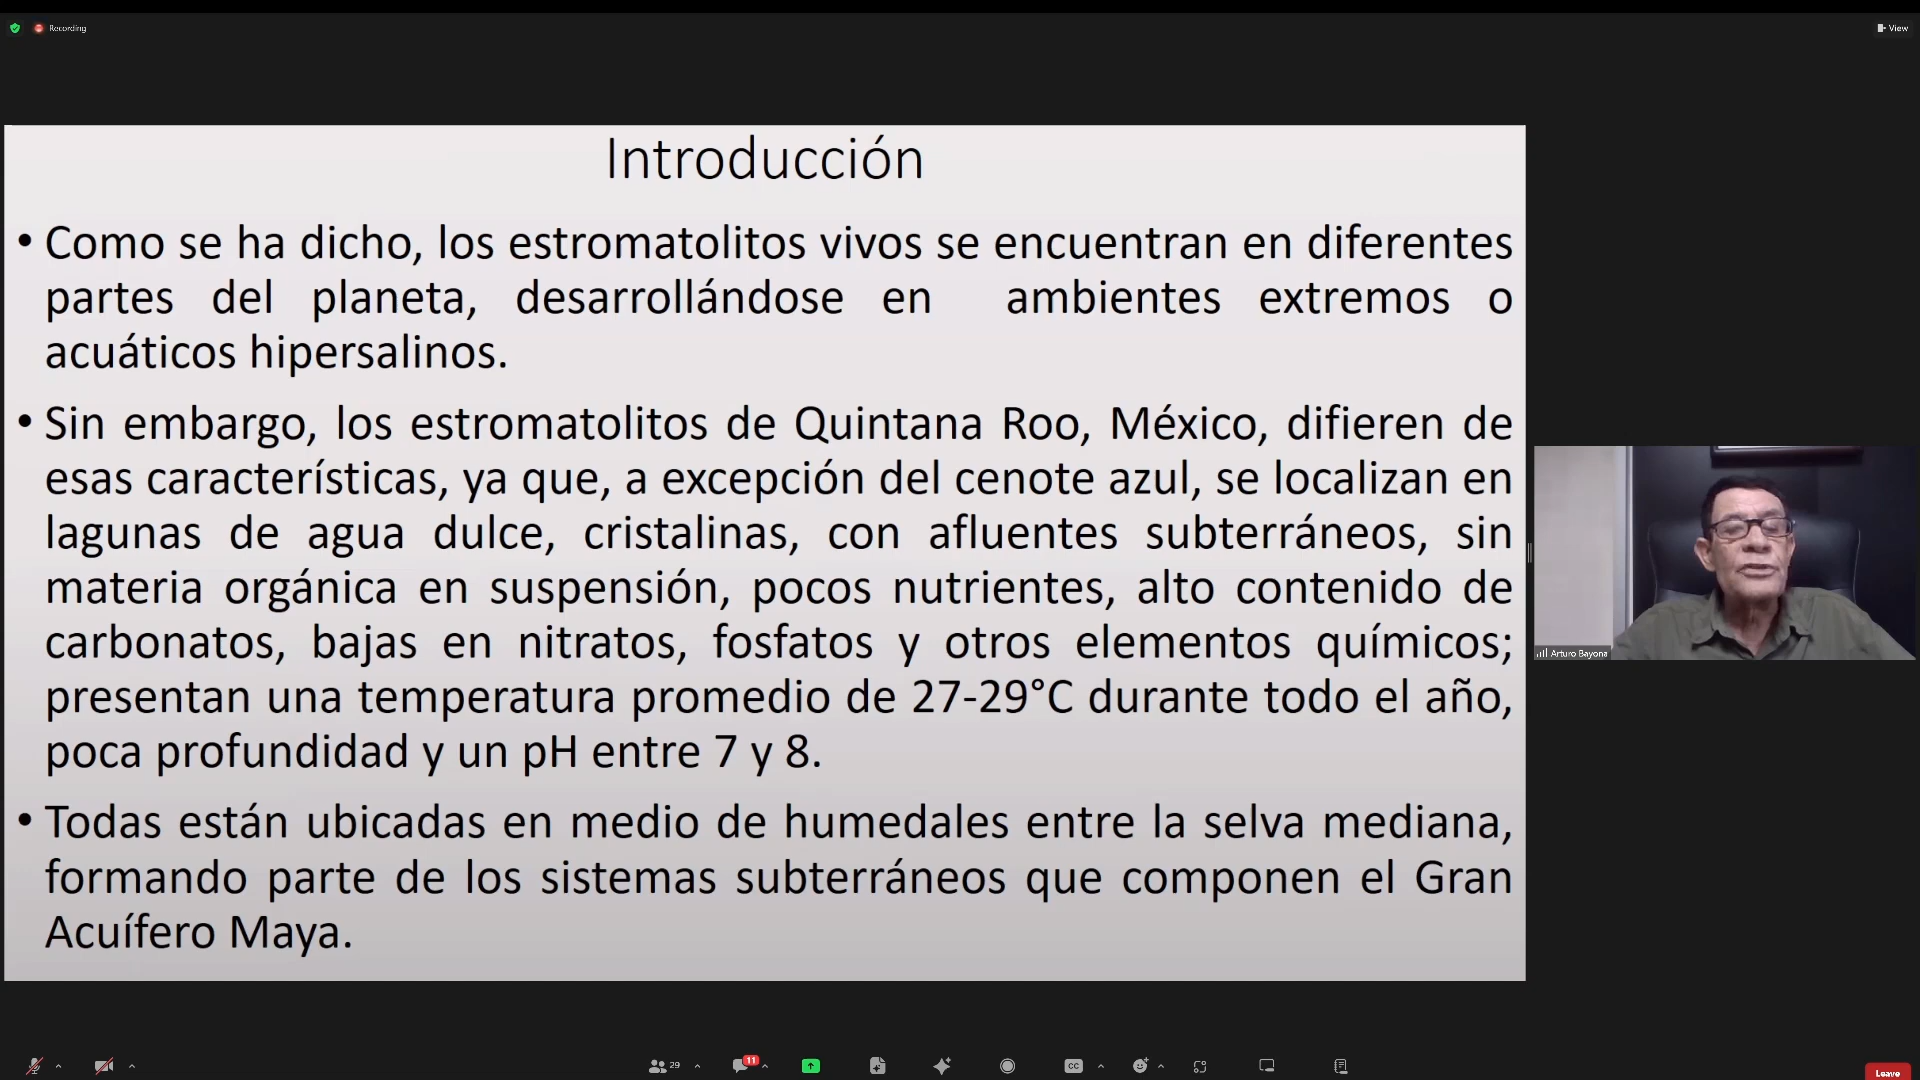 Recording
View
Introducción
• Como se ha dicho, los estromatolitos vivos se encuentran en diferentes
partes del planeta, desarrollándose en ambientes extremos o
acuáticos hipersalinos.
• Sin embargo, los estromatolitos de Quintana Roo, México, difieren de
esas características, ya que, a excepción del cenote azul, se localizan en
lagunas de agua dulce, cristalinas, con afluentes subterráneos, sin
materia orgánica en suspensión, pocos nutrientes, alto contenido de
carbonatos, bajas en nitratos, fosfatos y otros elementos químicos;
presentan una temperatura promedio de 27-29°C durante todo el año,
poca profundidad y un pH entre 7 y 8.
• Todas están ubicadas en medio de humedales entre la selva mediana,
formando parte de los sistemas subterráneos que componen el Gran
Acuífero Maya.
Arturo Bayona
29
11
CC
Leave